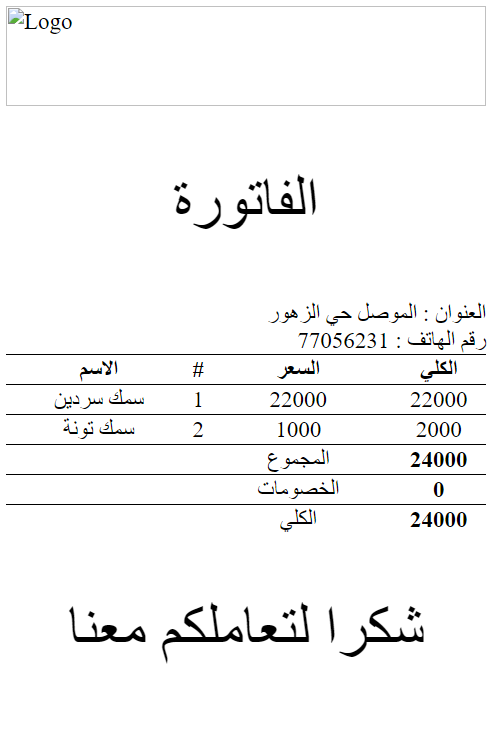 Logo
الفاتورة
العنوان : الموصل حي الزهور
رقم الهاتف : 77056231
الاسم # السعر الكلي
سمك سردين 1 22000 22000
سمك تونة 2 1000 2000
المجموع 24000
الخصومات 0
الكلي 24000
شكرا لتعاملكم معنا